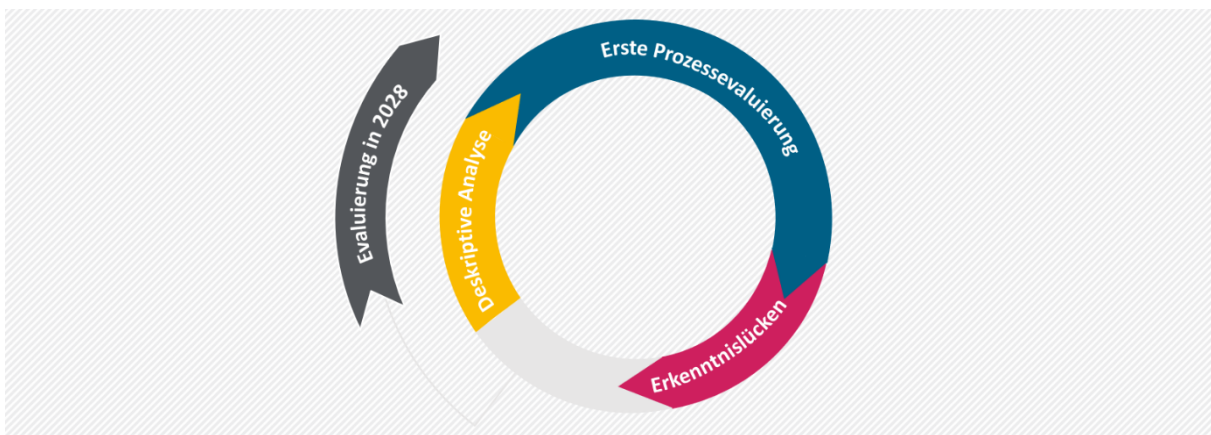 Evaluierung in 2028
Deskriptive Analyse
Erste Prozessevaluierung
Erkenntnislücken